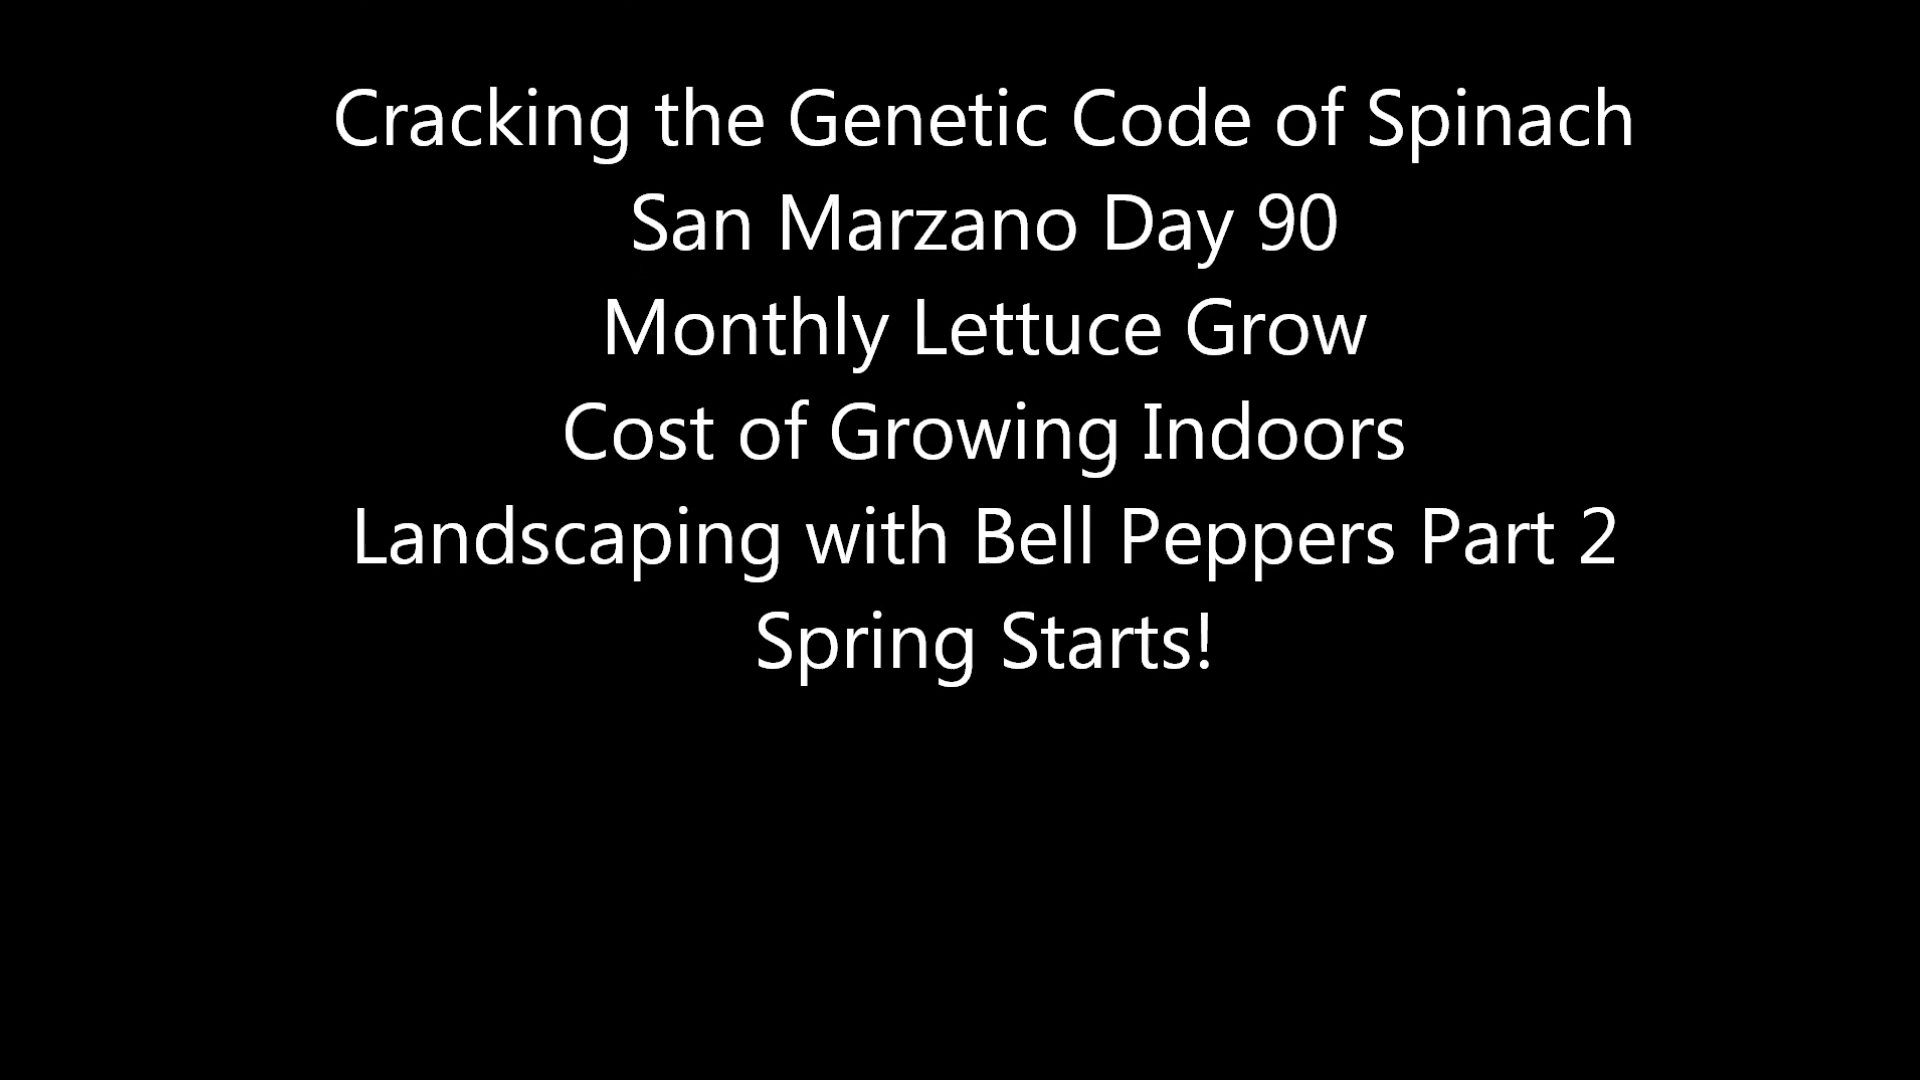 Cracking the Genetic Code of Spinach
San Marzano Day 90
Monthly Lettuce Grow
Cost of Growing Indoors
Landscaping with Bell Peppers Part 2
Spring Starts!